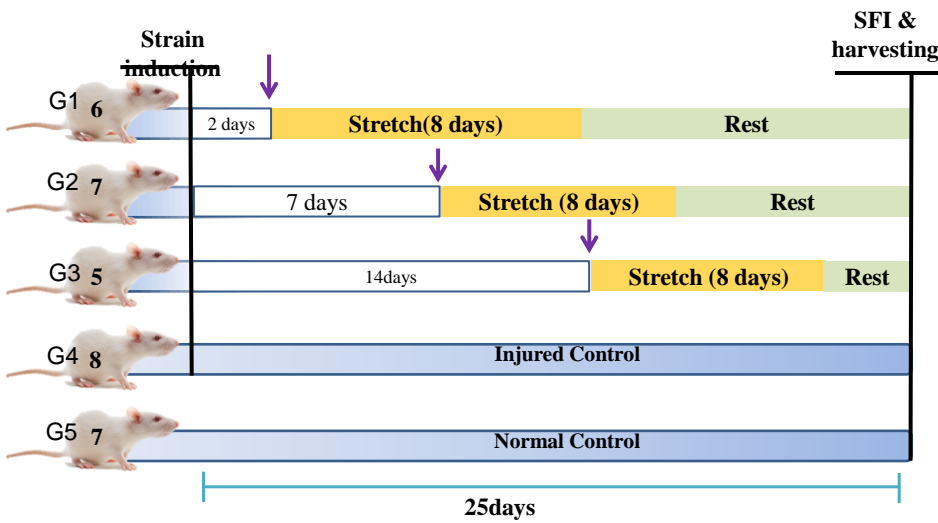 Strain
induction
SFI &
harvesting
G1 6
2 days
Stretch(8 days)
Rest
G2 7
7 days
Stretch (8 days)
Rest
G3 5
14days
Stretch (8 days)
Rest
G4 8
Injured Control
G5 7
Normal Control
25days